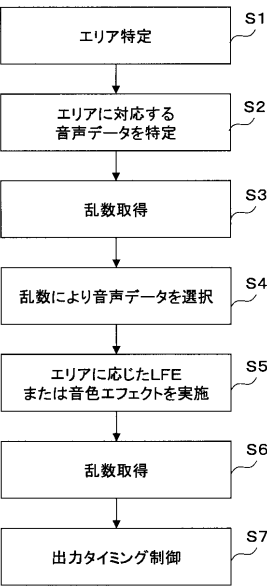 S1
エリア特定
S2
エリアに対応する
音声データを特定
S3
乱数取得
S4
乱数により音声データを選択
S5
エリアに応じたLFE
または音色エフェクトを実施
S6
乱数取得
S7
出力タイミング制御